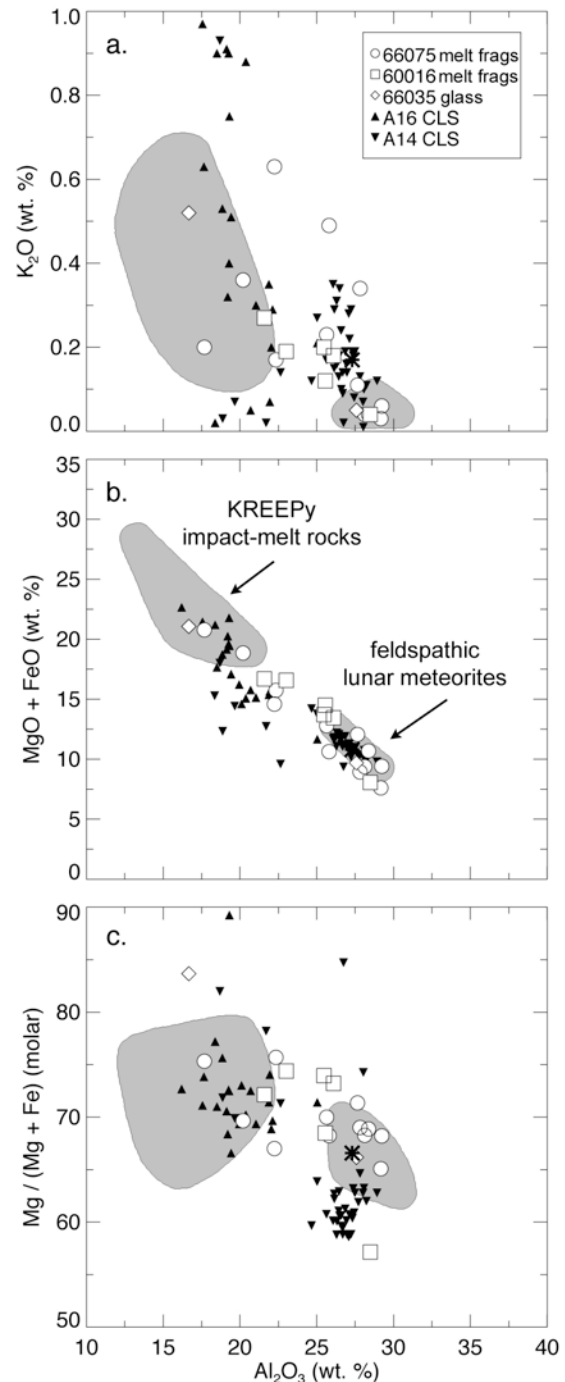 a.
66075 melt frags
60016 melt frags
66035 glass
A16 CLS
A14 CLS
K₂O (wt. %)
1.0
0.8
0.6
0.4
0.2
0.0
b.
KREEPy
impact-melt rocks
feldspathic
lunar meteorites
MgO + FeO (wt. %)
35
30
25
20
15
10
5
0
c.
Mg / (Mg + Fe) (molar)
90
80
70
60
50
10 15 20 25 30 35 40
Al₂O₃ (wt. %)